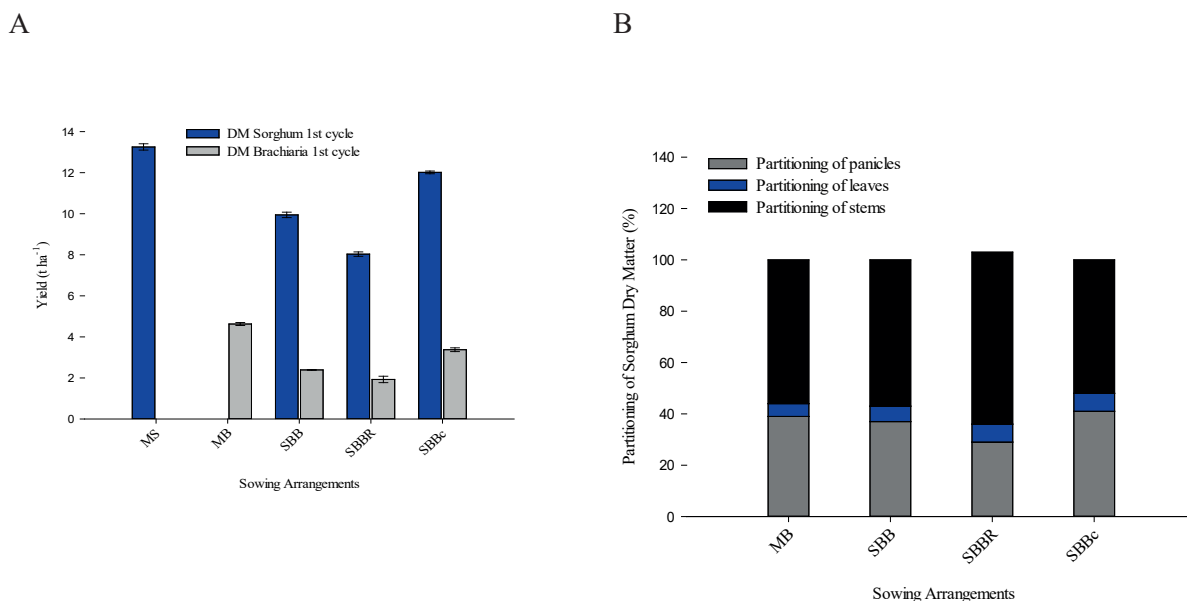 A
B
DM Sorghum 1st cycle
DM Brachiaria 1st cycle
Yield (t ha⁻¹)
14
12
10
8
6
4
2
0
MS
MB
SBB
SBBR
SBBc
Sowing Arrangements
Partitioning of panicles
Partitioning of leaves
Partitioning of stems
Partitioning of Sorghum Dry Matter (%)
140
120
100
80
60
40
20
0
MB
SBB
SBBR
SBBc
Sowing Arrangements